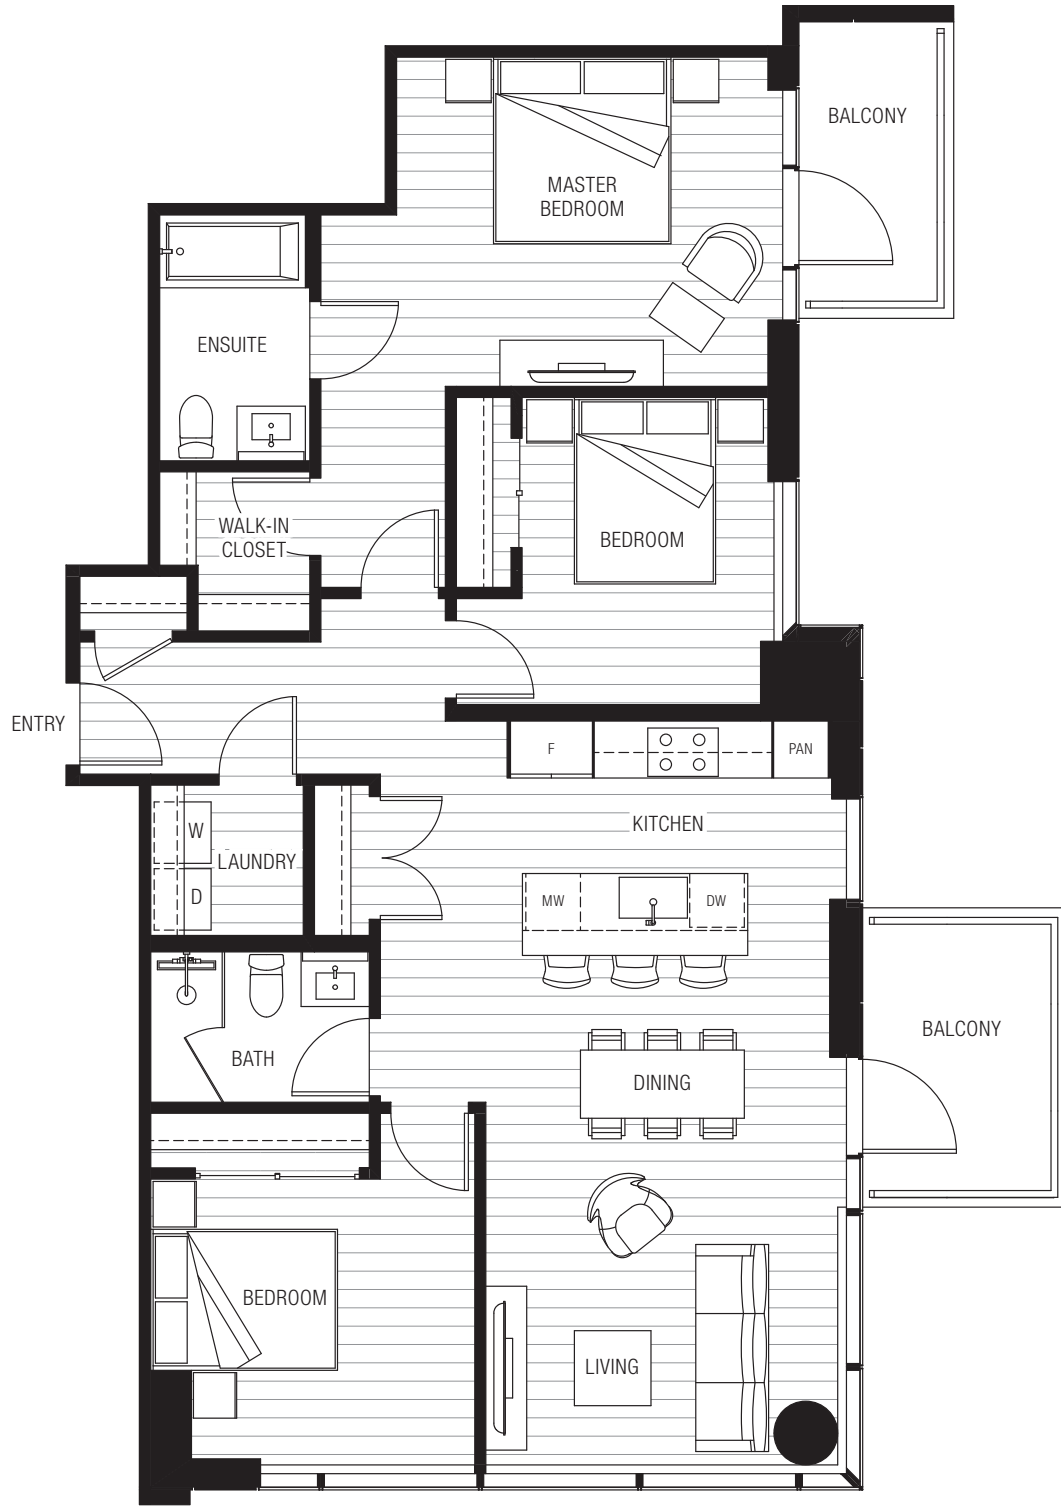 BALCONY
MASTER
BEDROOM
ENSUITE
WALK-IN
CLOSET
BEDROOM
ENTRY
F
PAN
KITCHEN
W
LAUNDRY
D
MW
DW
BALCONY
BATH
DINING
BEDROOM
LIVING